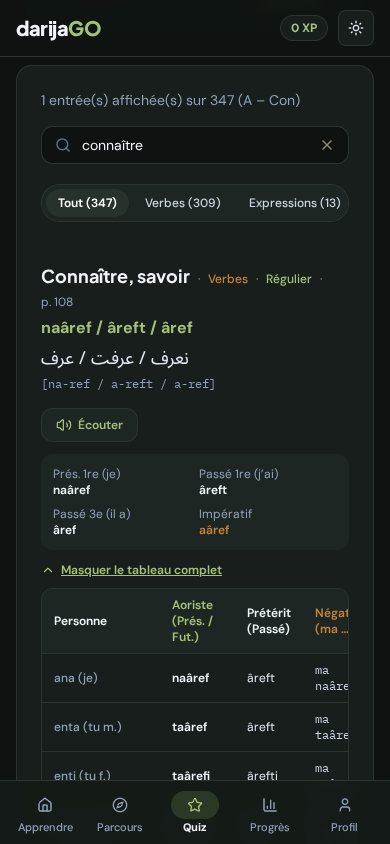 darijaGO
0 XP
1 entrée(s) affichée(s) sur 347 (A – Con)
connaître
Tout (347) Verbes (309) Expressions (13)
Connaître, savoir · Verbes · Régulier ·
p. 108
naâref / âreft / âref
نعرف / عرفت / عرف
[na-ref / a-reft / a-ref]
Écouter
Prés. 1re (je) Passé 1re (j'ai)
naâref âreft
Passé 3e (il a) Impératif
âref aâref
Masquer le tableau complet
Personne Aoriste (Prés. / Fut.) Prétérit (Passé) Négat (ma ...
ana (je) naâref âreft ma naâre
enta (tu m.) taâref âreft ma taâre
enti (tu f.) taârefi ârefti ma
Apprendre Parcours Quiz Progrès Profil